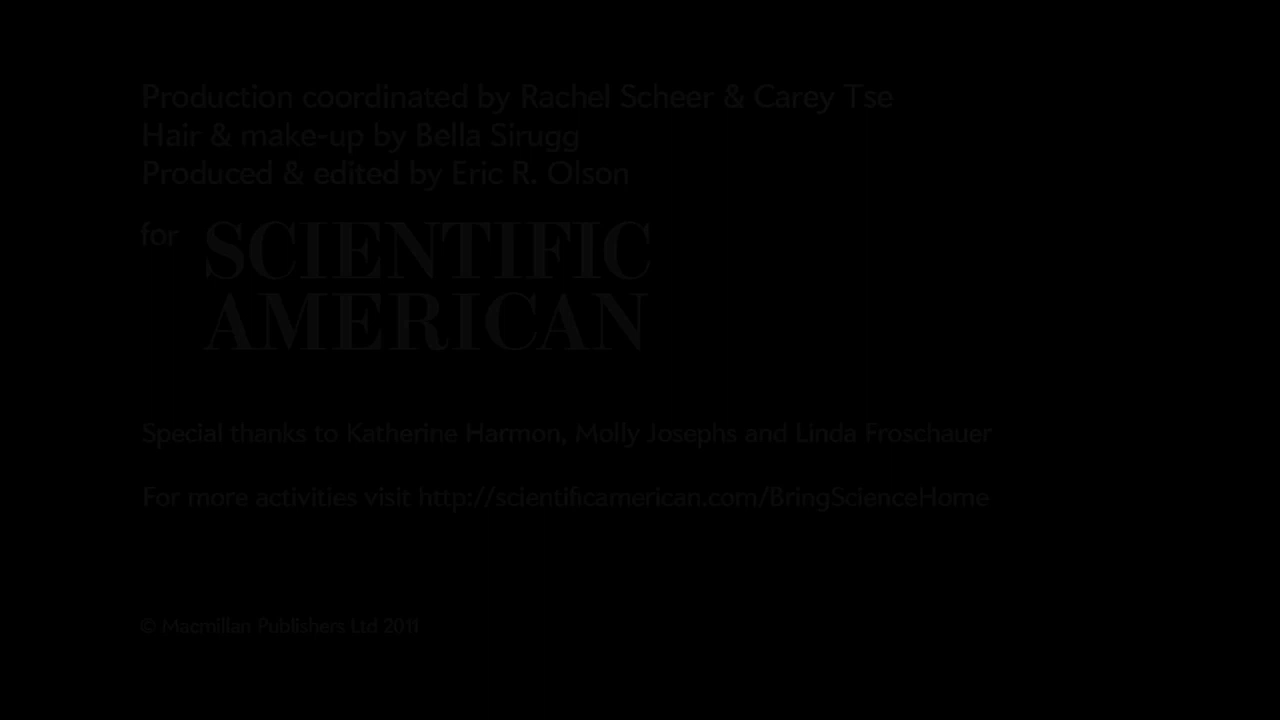 Production coordinated by Rachel Scheer & Carey Tse
Hair & make-up by Bella Sirugg
Produced & edited by Eric R. Olson
for SCIENTIFIC
AMERICAN
Special thanks to Katherine Harmon, Molly Josephs and Linda Froschauer
For more activities visit http://scientificamerican.com/BringScienceHome
© Macmillan Publishers Ltd 2011